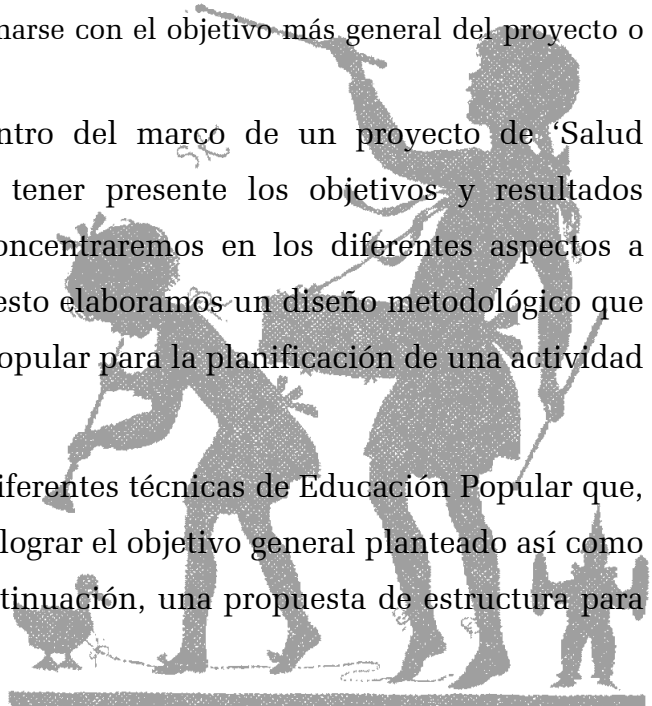 narse con el objetivo más general del proyecto o
ntro del marco de un proyecto de ‘Salud
tener presente los objetivos y resultados
oncentraremos en los diferentes aspectos a
esto elaboramos un diseño metodológico que
opular para la planificación de una actividad
iferentes técnicas de Educación Popular que,
lograr el objetivo general planteado así como
tinuación, una propuesta de estructura para